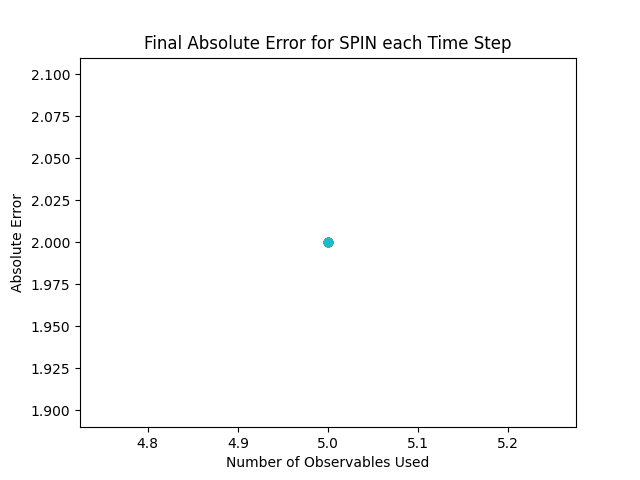 Final Absolute Error for SPIN each Time Step
2.100
2.075
2.050
2.025
2.000
1.975
1.950
1.925
1.900
Absolute Error
4.8 4.9 5.0 5.1 5.2
Number of Observables Used